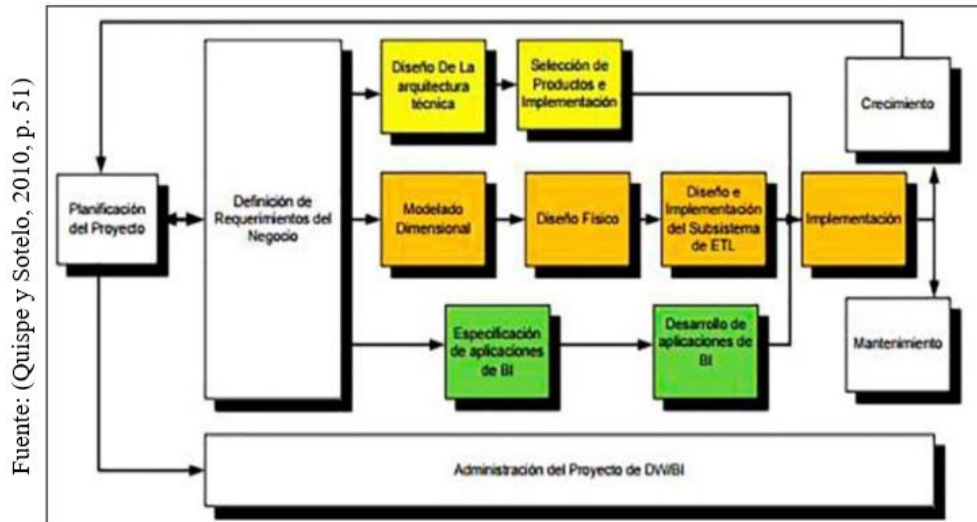 Fuente: (Quispe y Sotelo, 2010, p. 51)
Diseño De La
arquitectura
técnica
Selección de
Productos e
Implementación
Crecimiento
Planificación
del Proyecto
Definición de
Requerimientos del
Negocio
Modelado
Dimensional
Diseño Físico
Diseño e
Implementación
del Subsistema
de ETL
Implementación
Especificación
de aplicaciones
de BI
Desarrollo de
aplicaciones de
BI
Mantenimiento
Administración del Proyecto de DW/BI